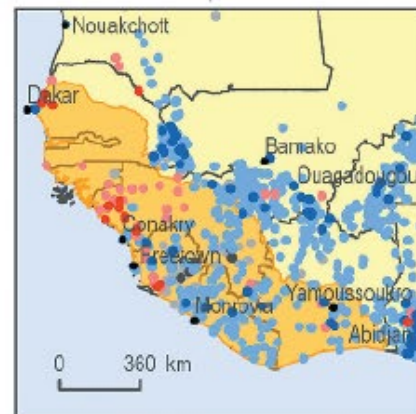 Nouakchott
Dakar
Bamako
Ouagadougou
Conakry
Freetown
Monrovia
Yamoussoukro
Abidjan
0 360 km